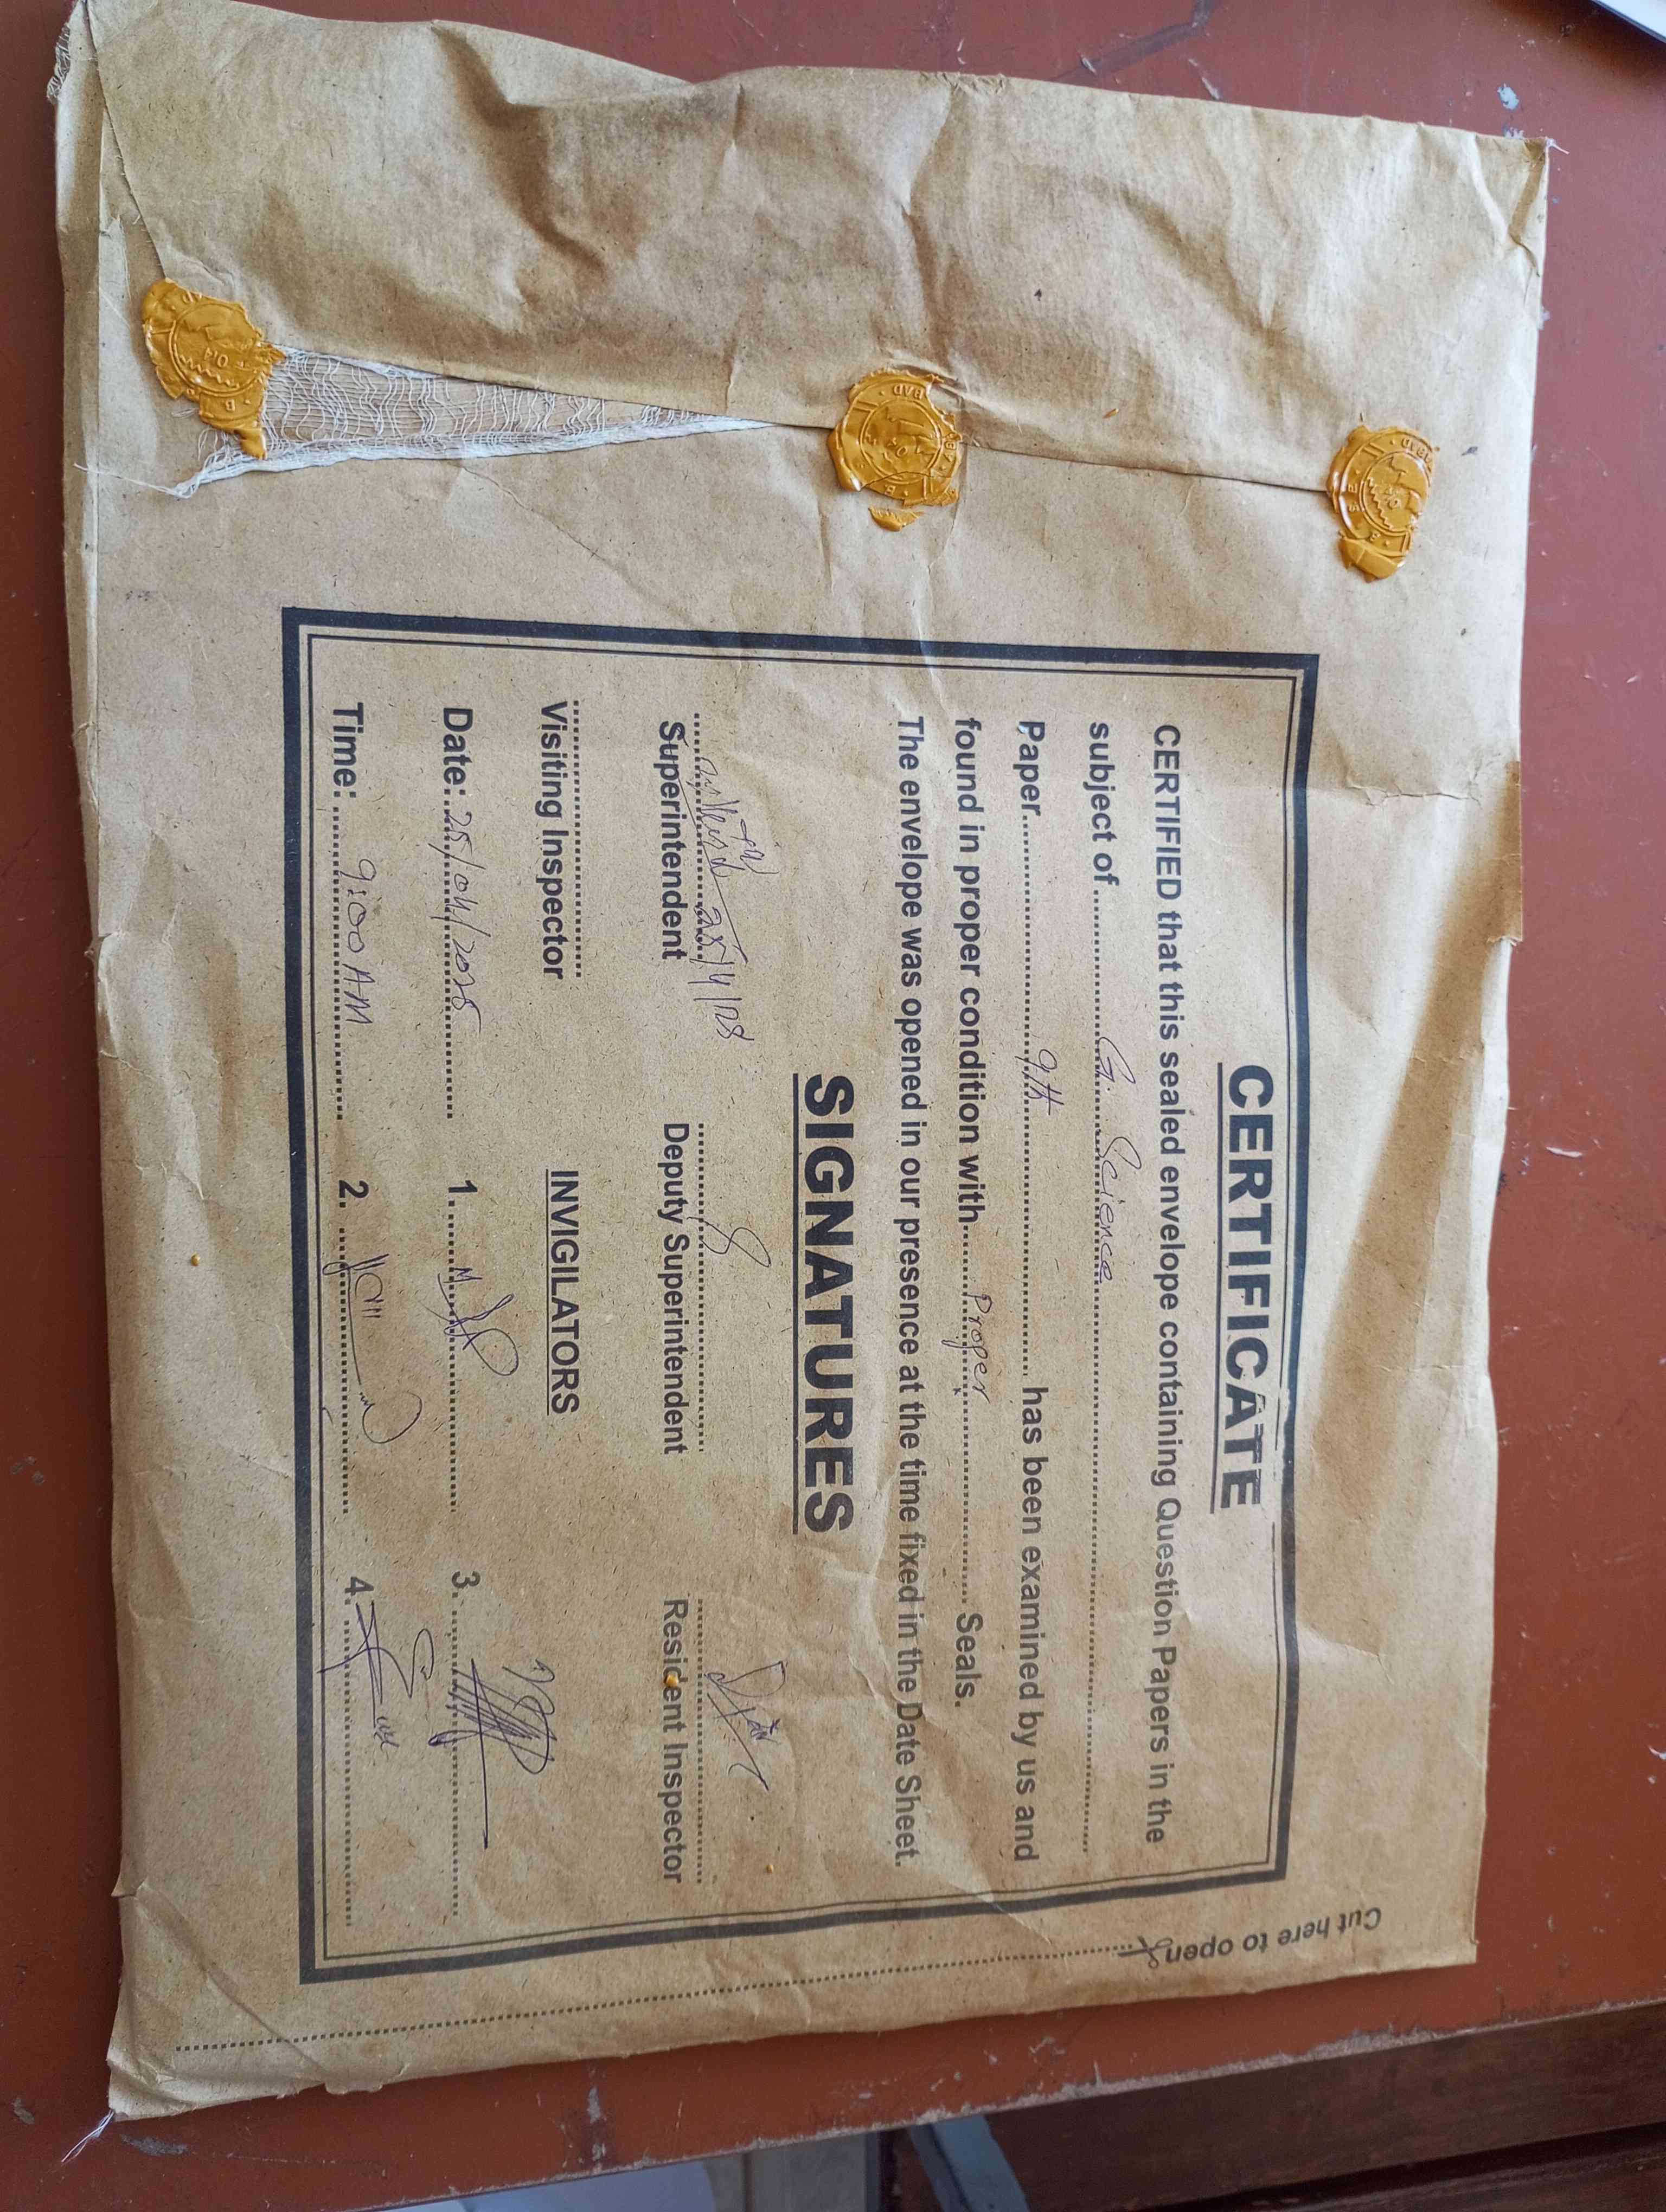 CERTIFICATE
CERTIFIED that this sealed envelope containing Question Papers in the
subject of.......... G. Science ..........
Paper.......... 9th .......... has been examined by us and
found in proper condition with.......... Proper .......... Seals.
The envelope was opened in our presence at the time fixed in the Date Sheet.
SIGNATURES
Superintendent Deputy Superintendent Resident Inspector
Visiting Inspector INVIGILATORS
Date: 25/04/2025 1. 3.
Time: 9:00 AM 2. 4.
Cut here to open